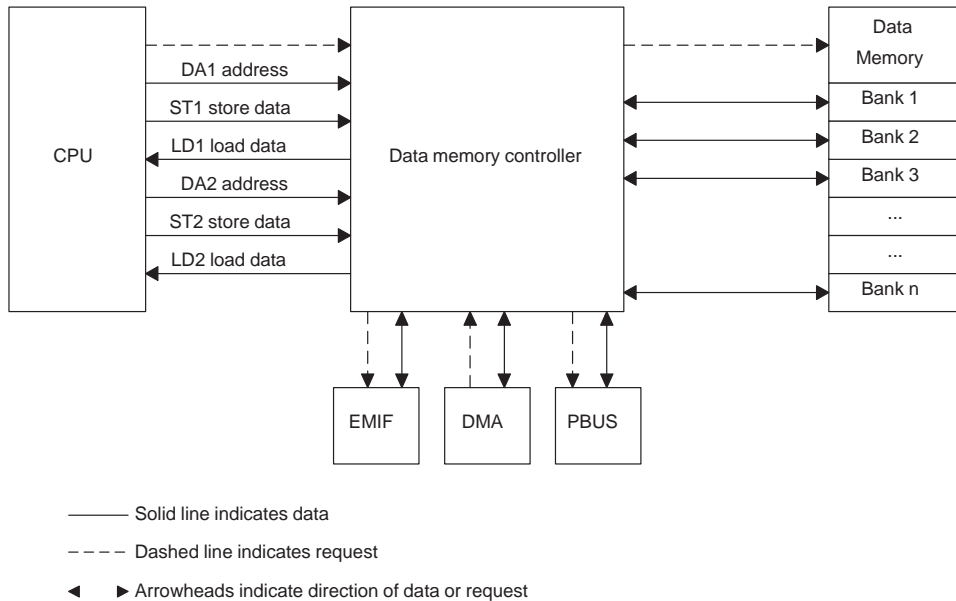 CPU
DA1 address
ST1 store data
LD1 load data
DA2 address
ST2 store data
LD2 load data
Data memory controller
Data
Memory
Bank 1
Bank 2
Bank 3
...
...
Bank n
EMIF
DMA
PBUS
Solid line indicates data
Dashed line indicates request
Arrowheads indicate direction of data or request